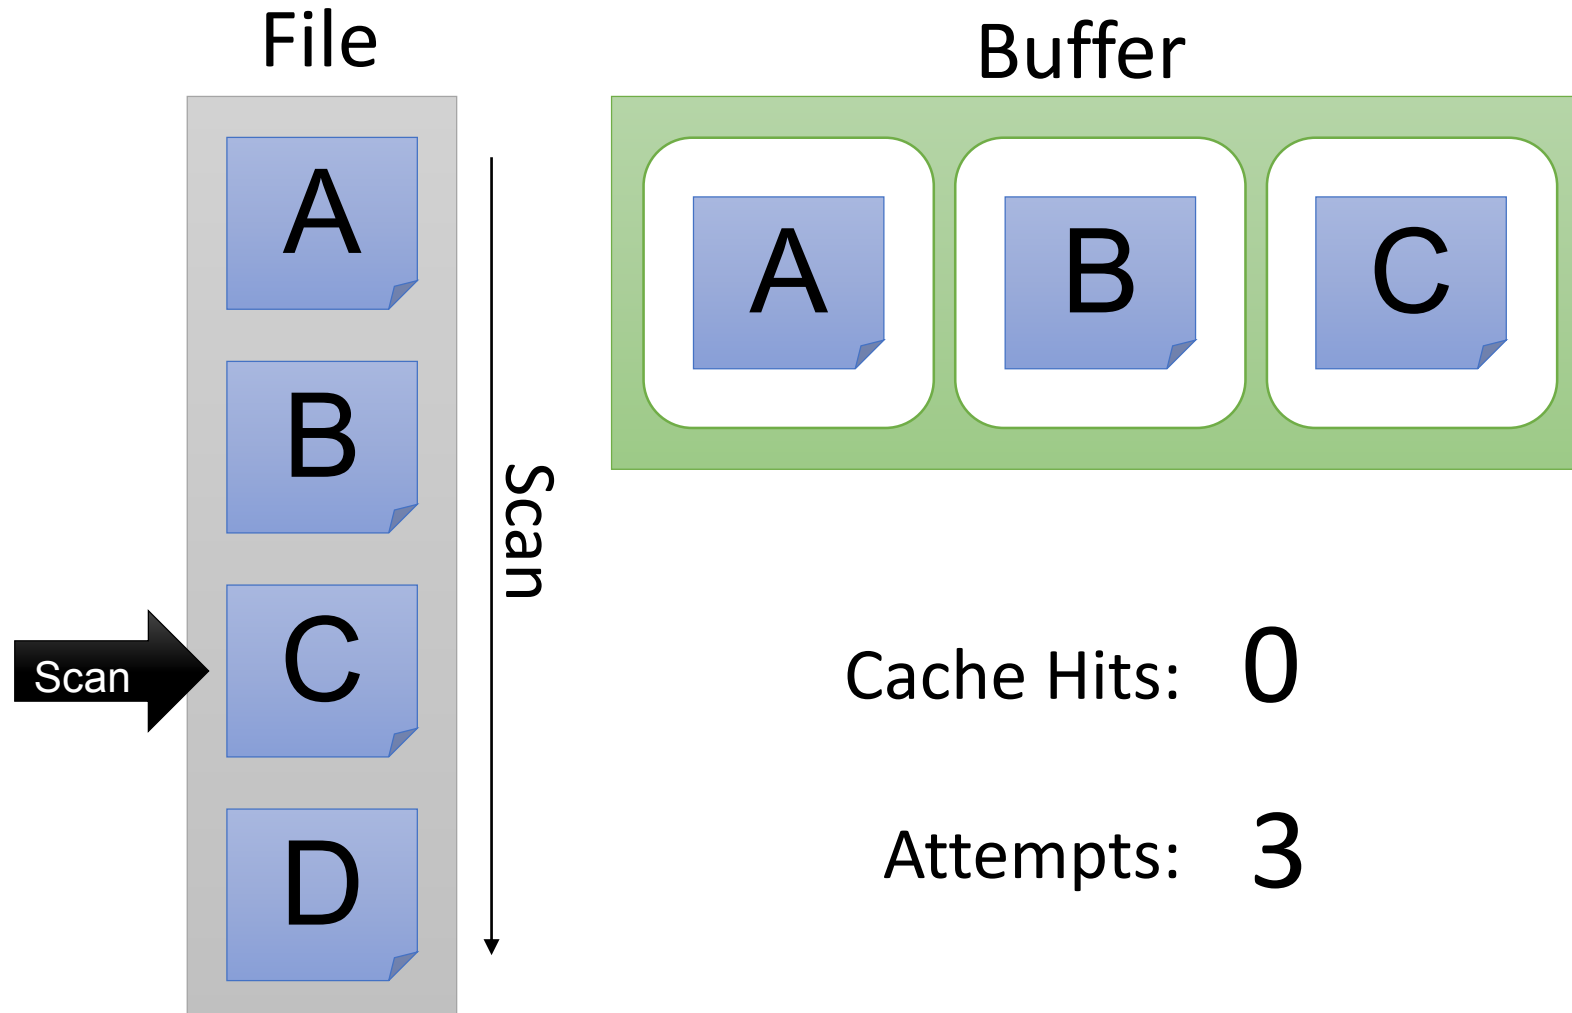 File
A
B
C
D
Scan
Scan
Buffer
A
B
C
Cache Hits: 0
Attempts: 3